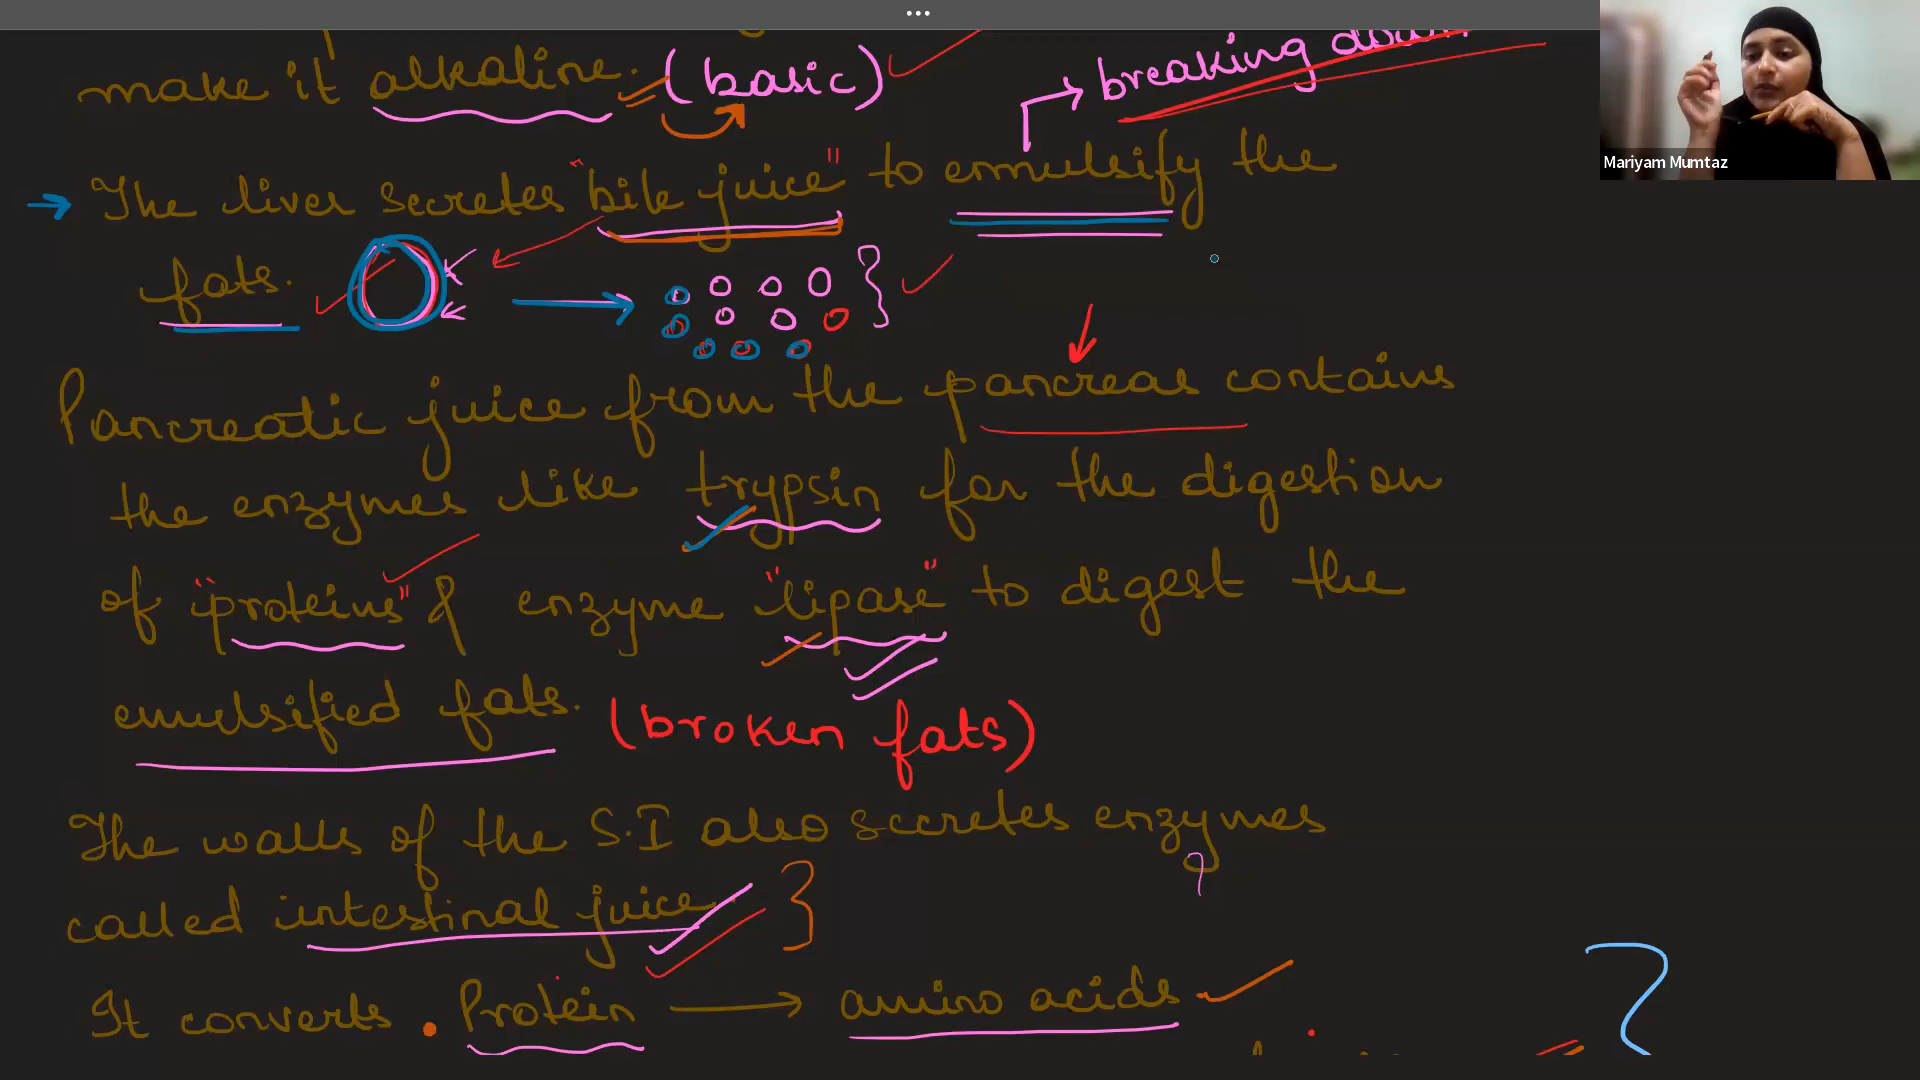 make it alkaline. (basic)
breaking down
The liver secretes "bile juice" to emulsify the
fats.
Pancreatic juice from the pancreas contains
the enzymes like trypsin for the digestion
of "proteins" & enzyme "lipase" to digest the
emulsified fats. (broken fats)
The walls of the S.I also secretes enzymes
called intestinal juice.
It converts Protein → amino acids
Mariyam Mumtaz